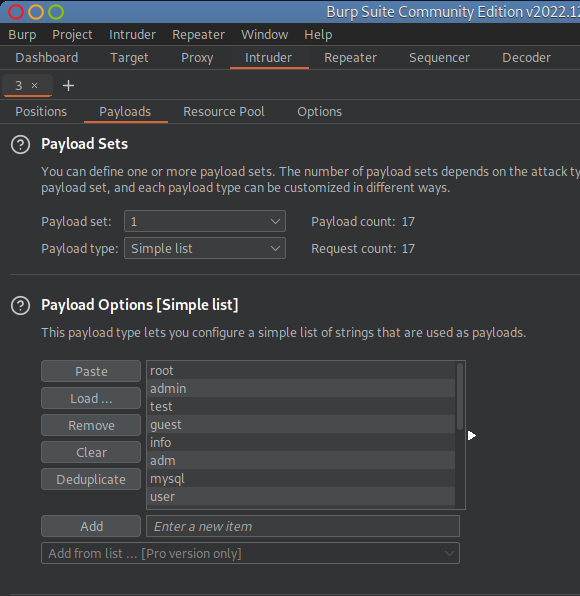 Burp Suite Community Edition v2022.12
Burp Project Intruder Repeater Window Help
Dashboard Target Proxy Intruder Repeater Sequencer Decoder
3 × +
Positions Payloads Resource Pool Options
? Payload Sets
You can define one or more payload sets. The number of payload sets depends on the attack ty
payload set, and each payload type can be customized in different ways.
Payload set: 1 Payload count: 17
Payload type: Simple list Request count: 17
? Payload Options [Simple list]
This payload type lets you configure a simple list of strings that are used as payloads.
Paste
Load ...
Remove
Clear
Deduplicate
root
admin
test
guest
info
adm
mysql
user
Add Enter a new item
Add from list ... [Pro version only]